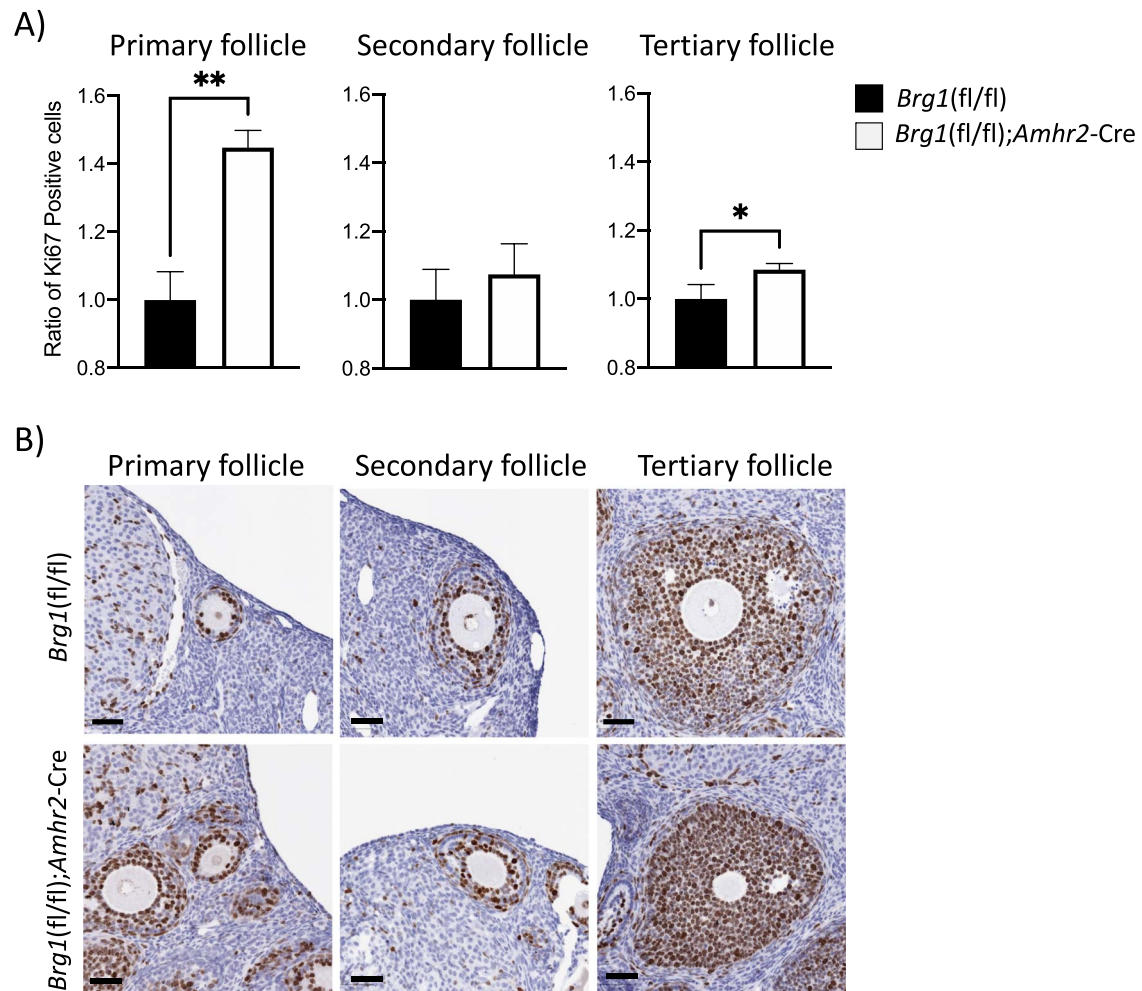 A)
Primary follicle
Secondary follicle
Tertiary follicle
Brg1(fl/fl)
Brg1(fl/fl);Amhr2-Cre
Ratio of Ki67 Positive cells
1.6
1.4
1.2
1.0
0.8
**
1.6
1.4
1.2
1.0
0.8
1.6
1.4
1.2
1.0
0.8
*
B)
Primary follicle
Secondary follicle
Tertiary follicle
Brg1(fl/fl)
Brg1(fl/fl);Amhr2-Cre